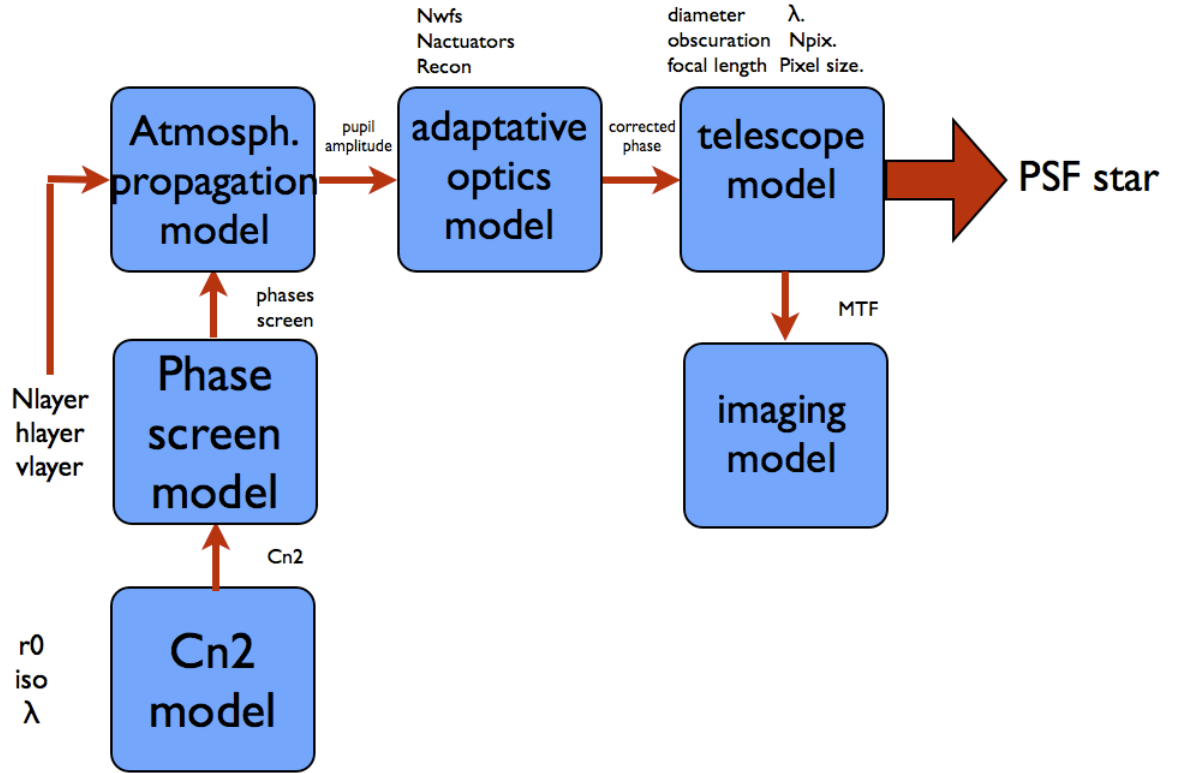 Nwfs
Nactuators
Recon
diameter λ.
obscuration Npix.
focal length Pixel size.
Atmosph.
propagation
model
pupil
amplitude
adaptative
optics
model
corrected
phase
telescope
model
PSF star
phases
screen
MTF
Nlayer
hlayer
vlayer
Phase
screen
model
imaging
model
Cn2
r0
iso
λ
Cn2
model